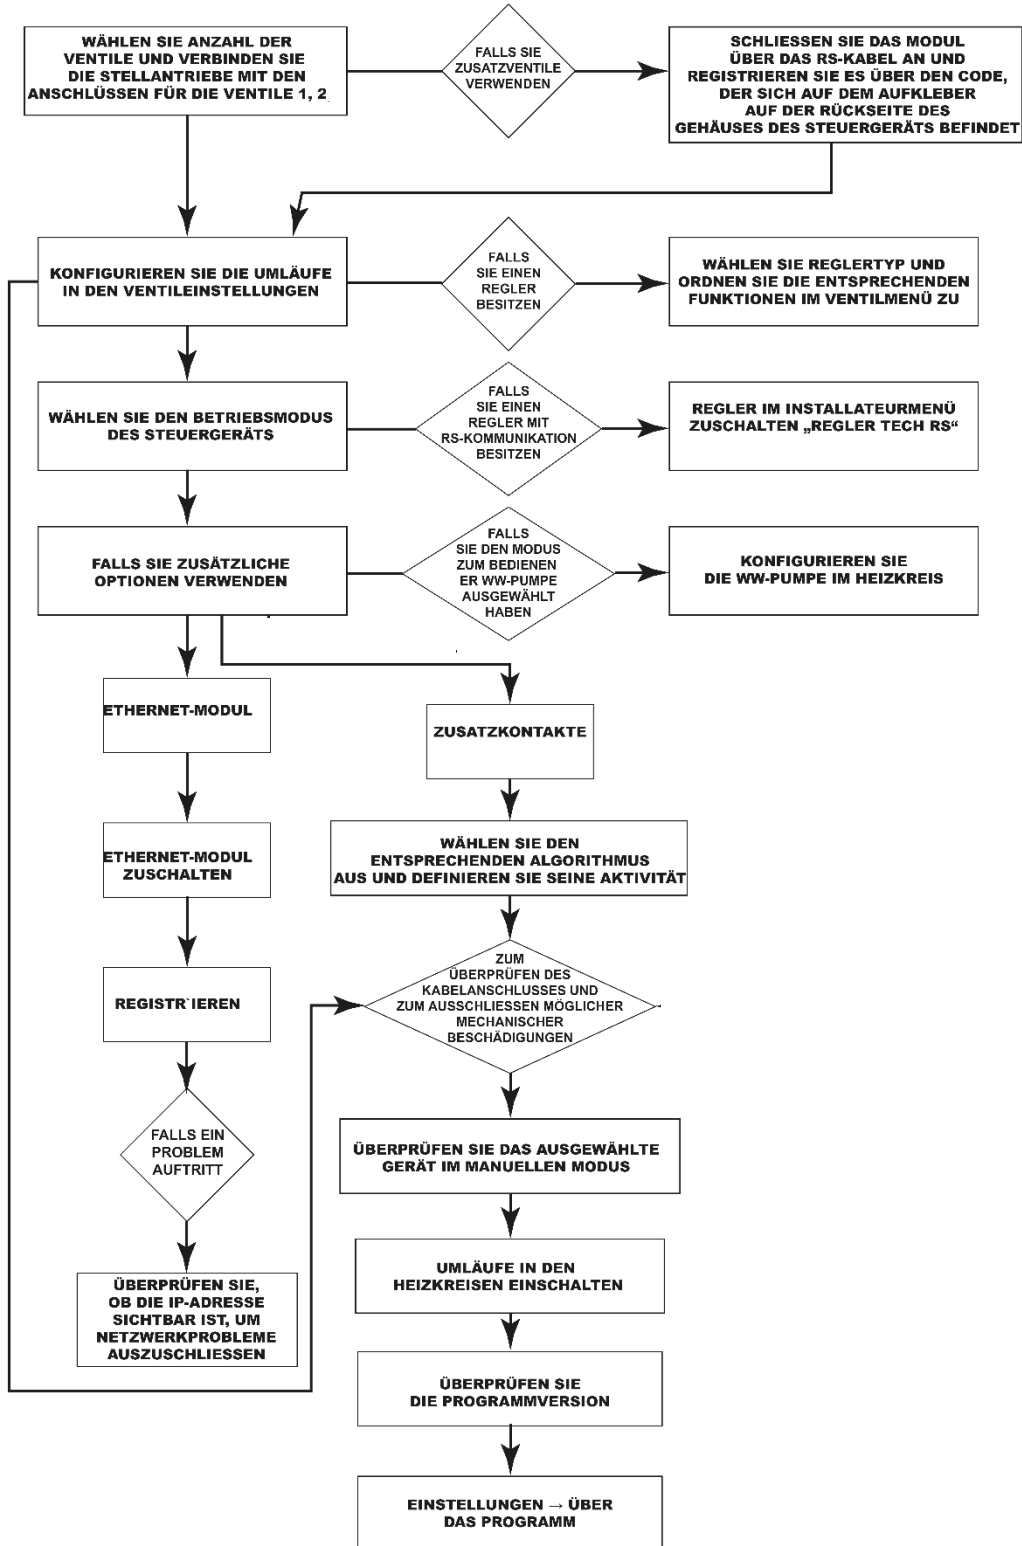 WÄHLEN SIE ANZAHL DER
VENTILE UND VERBINDEN SIE
DIE STELLANTRIEBE MIT DEN
ANSCHLÜSSEN FÜR DIE VENTILE 1, 2
FALLS SIE
ZUSATZVENTILE
VERWENDEN
SCHLIESSEN SIE DAS MODUL
ÜBER DAS RS-KABEL AN UND
REGISTRIEREN SIE ES ÜBER DEN CODE,
DER SICH AUF DEM AUFKLEBER
AUF DER RÜCKSEITE DES
GEHÄUSES DES STEUERGERÄTS BEFINDET
KONFIGURIEREN SIE DIE UMLÄUFE
IN DEN VENTILEINSTELLUNGEN
FALLS
SIE EINEN
REGLER
BESITZEN
WÄHLEN SIE REGLERTYP UND
ORDNEN SIE DIE ENTSPRECHENDEN
FUNKTIONEN IM VENTILMENÜ ZU
WÄHLEN SIE DEN BETRIEBSMODUS
DES STEUERGERÄTS
FALLS
SIE EINEN
REGLER MIT
RS-KOMMUNIKATION
BESITZEN
REGLER IM INSTALLATEURMENÜ
ZUSCHALTEN „REGLER TECH RS“
FALLS SIE ZUSÄTZLICHE
OPTIONEN VERWENDEN
FALLS
SIE DEN MODUS
ZUM BEDIENEN
ER WW-PUMPE
AUSGEWÄHLT
HABEN
KONFIGURIEREN SIE
DIE WW-PUMPE IM HEIZKREIS
ETHERNET-MODUL
ZUSATZKONTAKTE
ETHERNET-MODUL
ZUSCHALTEN
WÄHLEN SIE DEN
ENTSPRECHENDEN ALGORITHMUS
AUS UND DEFINIEREN SIE SEINE AKTIVITÄT
REGISTRIEREN
ZUM
ÜBERPRÜFEN DES
KABELANSCHLUSSES UND
ZUM AUSSCHLIESSEN MÖGLICHER
MECHANISCHER
BESCHÄDIGUNGEN
FALLS EIN
PROBLEM
AUFTRITT
ÜBERPRÜFEN SIE DAS AUSGEWÄHLTE
GERÄT IM MANUELLEN MODUS
ÜBERPRÜFEN SIE,
OB DIE IP-ADRESSE
SICHTBAR IST, UM
NETZWERKPROBLEME
AUSZUSCHLIESSEN
UMLÄUFE IN DEN
HEIZKREISEN EINSCHALTEN
ÜBERPRÜFEN SIE
DIE PROGRAMMVERSION
EINSTELLUNGEN → ÜBER
DAS PROGRAMM